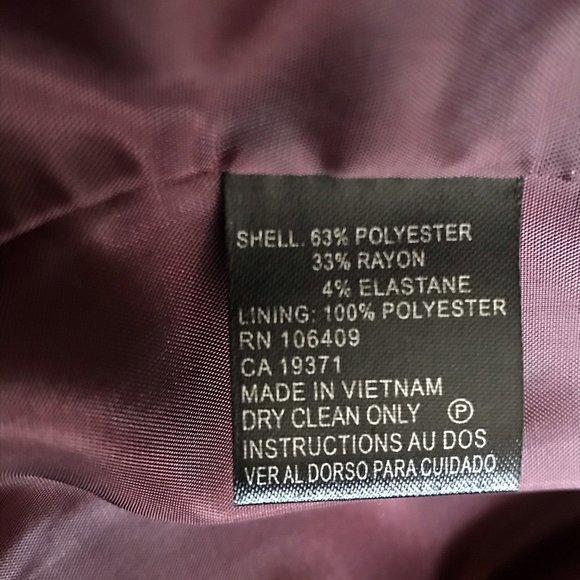 SHELL: 63% POLYESTER
33% RAYON
4% ELASTANE
LINING: 100% POLYESTER
RN 106409
CA 19371
MADE IN VIETNAM
DRY CLEAN ONLY Ⓟ
INSTRUCTIONS AU DOS
VER AL DORSO PARA CUIDADO